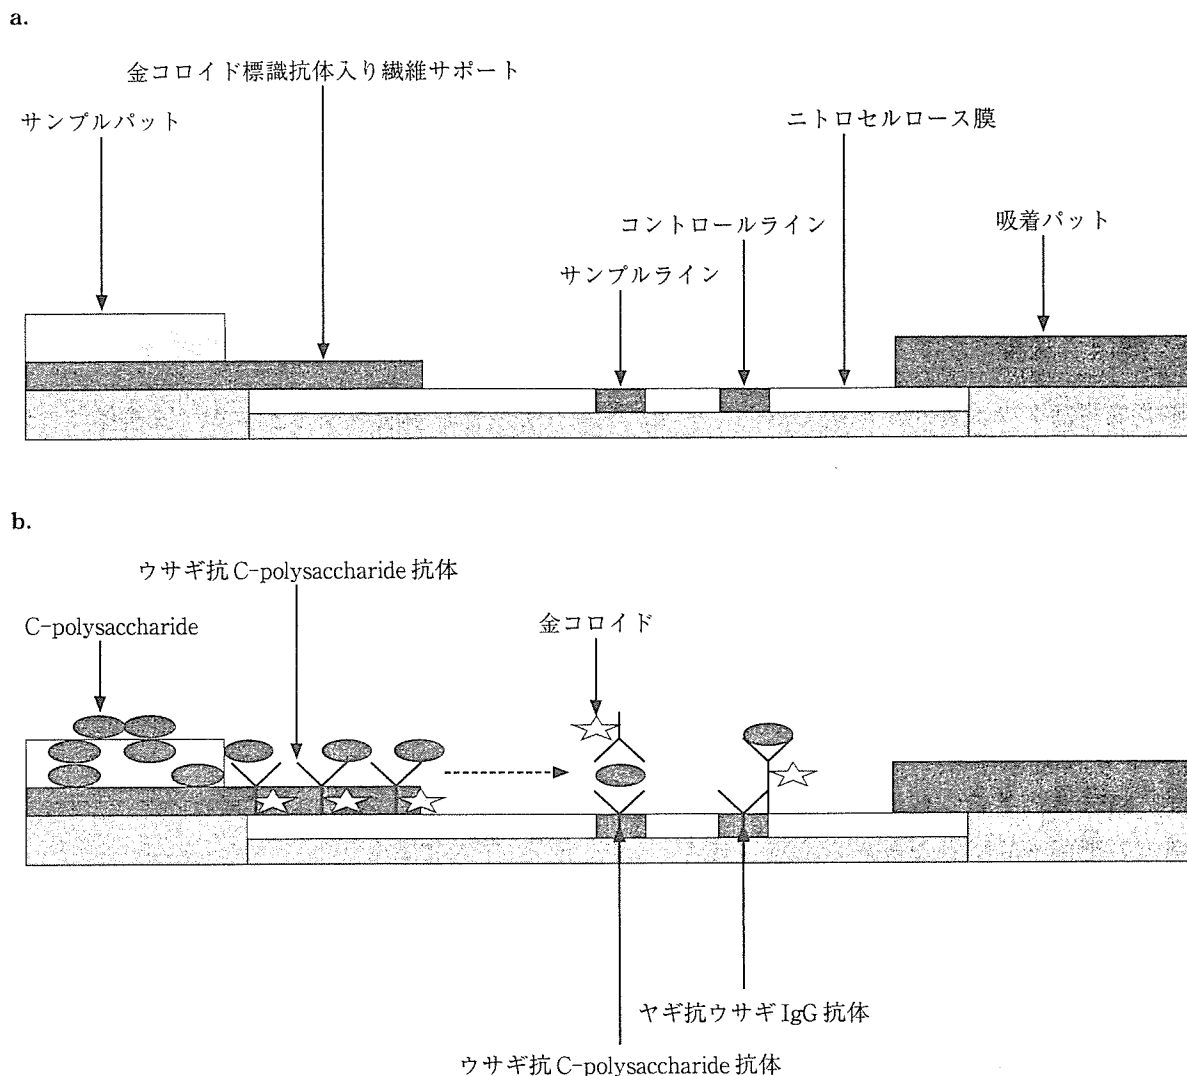 a.
金コロイド標識抗体入り繊維サポート
サンプルパット
ニトロセルロース膜
コントロールライン
吸着パット
サンプルライン
b.
ウサギ抗C-polysaccharide抗体
C-polysaccharide
金コロイド
ヤギ抗ウサギIgG抗体
ウサギ抗C-polysaccharide抗体